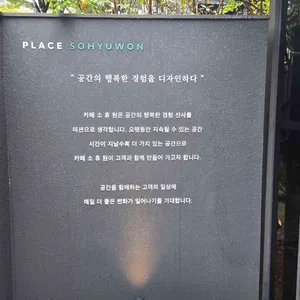 PLACE SOHYUWON
" 공간의 행복한 경험을 디자인하다 "
카페 소 휴 원은 공간의 행복한 경험 선사를
미션으로 생각합니다. 오랫동안 지속될 수 있는 공간
시간이 지날수록 더 가치 있는 공간으로
카페 소 휴 원이 고객과 함께 만들어 가고자 합니다.
공간을 함께하는 고객의 일상에
매일 더 좋은 변화가 일어나기를 기대합니다.